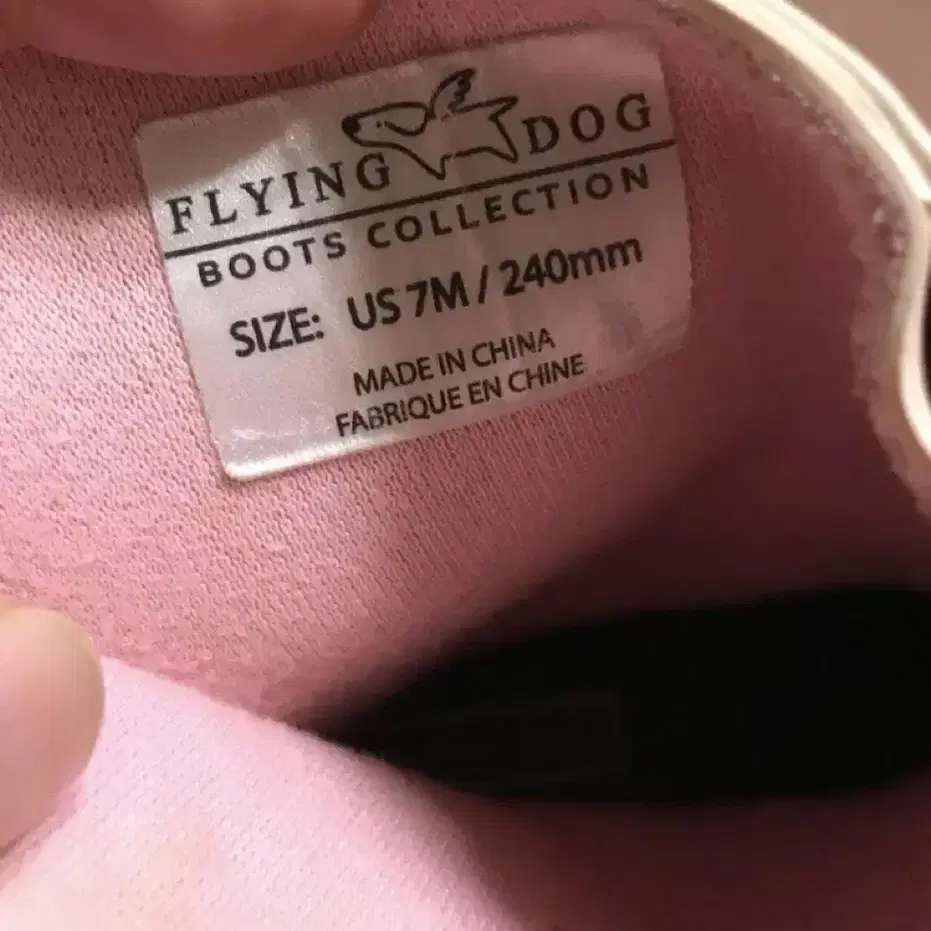 FLYING DOG
BOOTS COLLECTION
SIZE: US 7M / 240mm
MADE IN CHINA
FABRIQUE EN CHINE